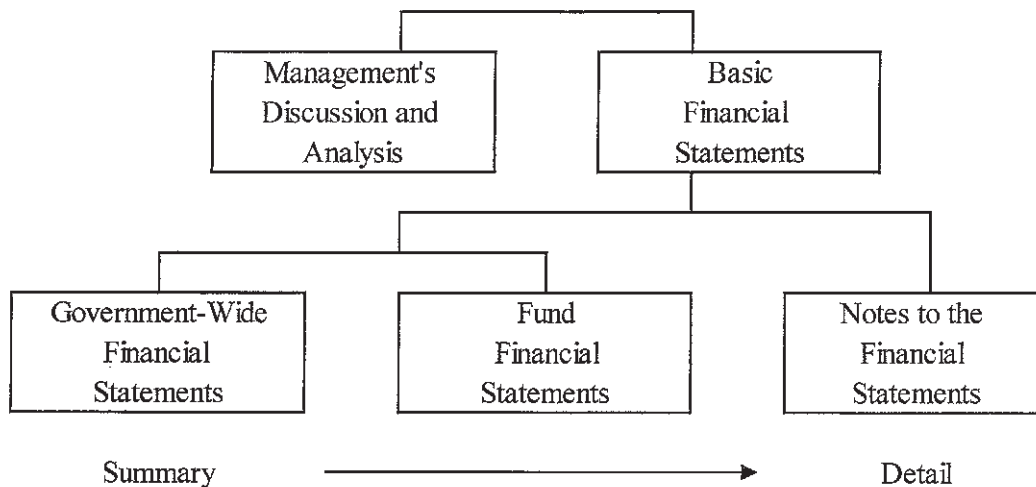 Management's
Discussion and
Analysis
Basic
Financial
Statements
Government-Wide
Financial
Statements
Fund
Financial
Statements
Notes to the
Financial
Statements
Summary
Detail